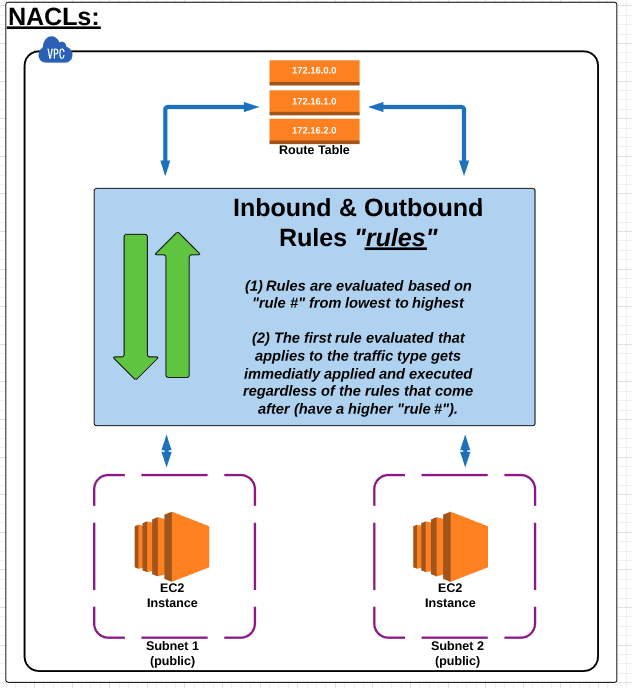 NACLs:
VPC
172.16.0.0
172.16.1.0
172.16.2.0
Route Table
Inbound & Outbound
Rules "rules"
(1) Rules are evaluated based on
"rule #" from lowest to highest
(2) The first rule evaluated that
applies to the traffic type gets
immediatly applied and executed
regardless of the rules that come
after (have a higher "rule #").
EC2
Instance
Subnet 1
(public)
EC2
Instance
Subnet 2
(public)